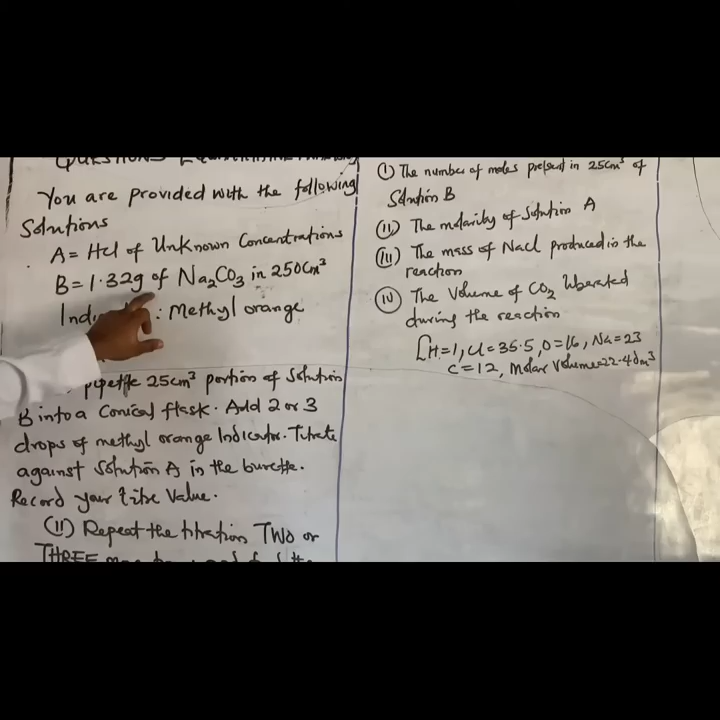 QUESTIONS
You are provided with the following
Solutions
A = Hcl of Unknown Concentrations
B = 1.32g of Na₂CO₃ in 250cm³
: Methyl orange
pipette 25cm³ portion of solution
B into a Conical flask. Add 2 or 3
drops of methyl orange Indicator. Titrate
against solution A in the burette.
Record your titre value.
(II) Repeat the titration TWO or
THREE
(I) The number of moles present in 25cm³ of
Solution B
(II) The molarity of Solution A
(III) The mass of Nacl produced in the
reaction
(IV) The Volume of CO₂ liberated
during the reaction
[H=1, Cl=35.5, O=16, Na=23
C=12, Molar Volume=22.4dm³